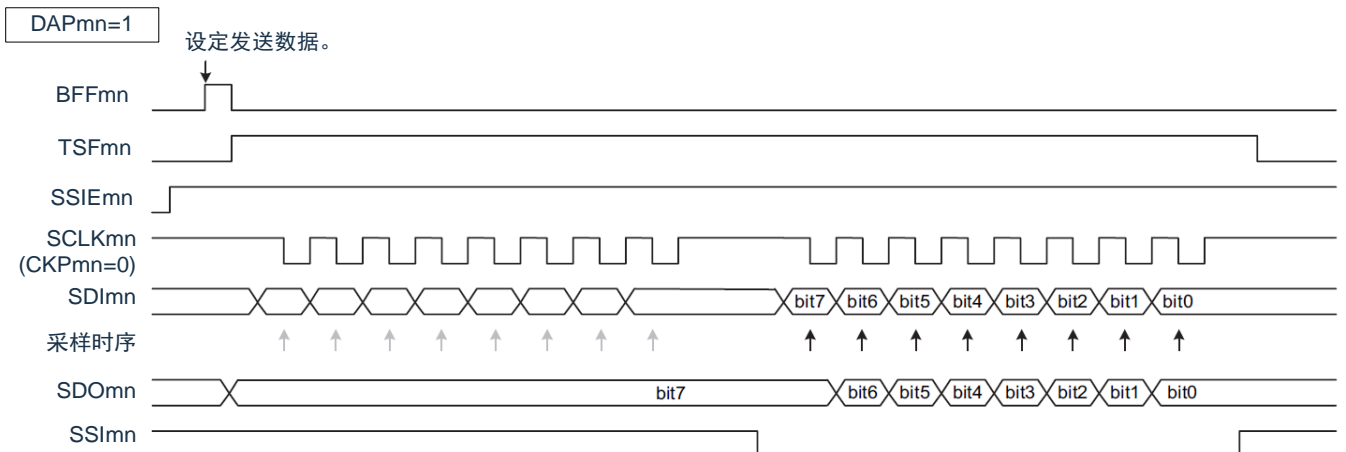 DAPmn=1
设定发送数据。
BFFmn
TSFmn
SSIEmn
SCLKmn
(CKPmn=0)
SDImn bit7 bit6 bit5 bit4 bit3 bit2 bit1 bit0
采样时序
SDOmn bit7 bit6 bit5 bit4 bit3 bit2 bit1 bit0
SSImn